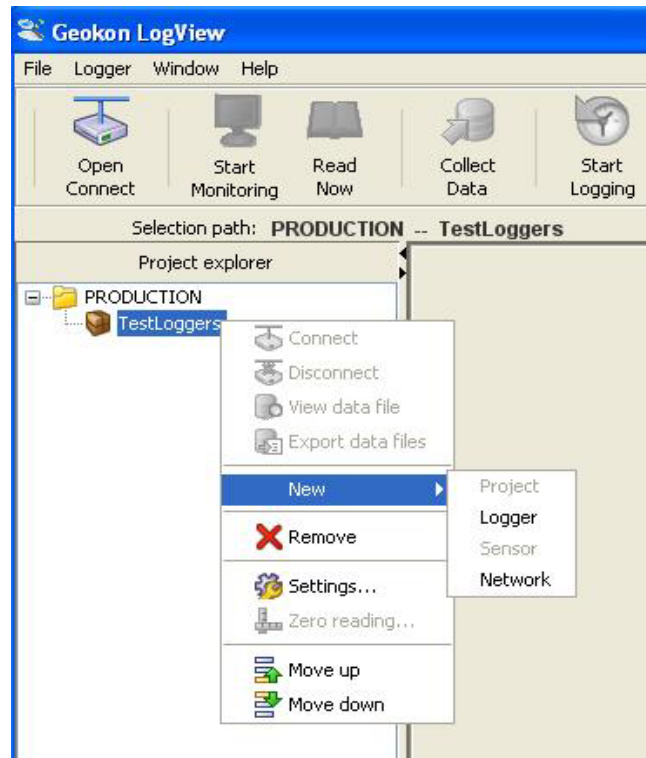 Geokon LogView
File Logger Window Help
Open Connect
Start Monitoring
Read Now
Collect Data
Start Logging
Selection path: PRODUCTION -- TestLoggers
Project explorer
PRODUCTION
TestLoggers
Connect
Disconnect
View data file
Export data files
New
Project
Logger
Sensor
Network
Remove
Settings...
Zero reading...
Move up
Move down